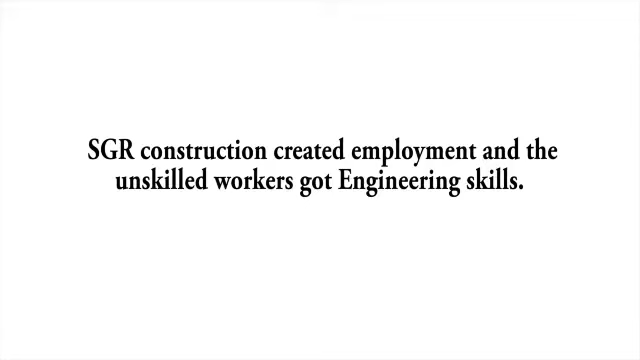 SGR construction created employment and the
unskilled workers got Engineering skills.